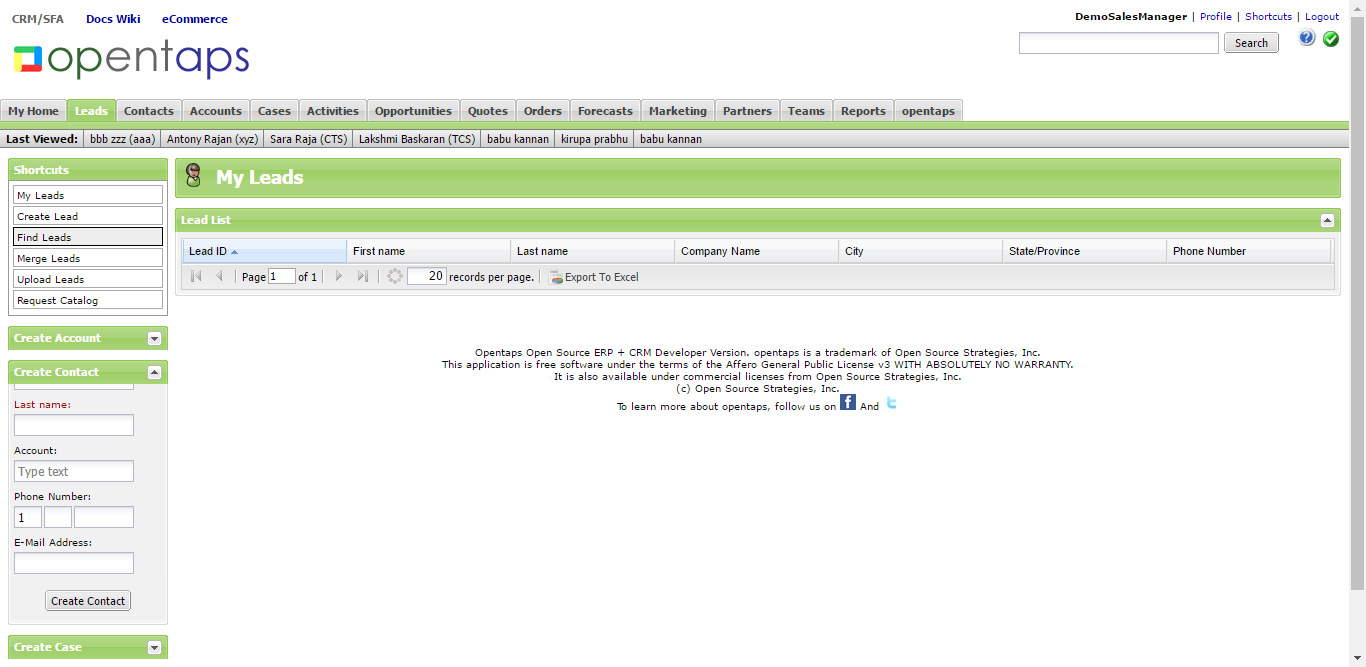 CRM/SFA Docs Wiki eCommerce
DemoSalesManager | Profile | Shortcuts | Logout
opentaps
Search
My Home Leads Contacts Accounts Cases Activities Opportunities Quotes Orders Forecasts Marketing Partners Teams Reports opentaps
Last Viewed: bbb zzz (aaa) Antony Rajan (xyz) Sara Raja (CTS) Lakshmi Baskaran (TCS) babu kannan kirupa prabhu babu kannan
Shortcuts
My Leads
Create Lead
Find Leads
Merge Leads
Upload Leads
Request Catalog
Create Account
Create Contact
Last name:
Account:
Type text
Phone Number:
1
E-Mail Address:
Create Contact
Create Case
My Leads
Lead List
Lead ID First name Last name Company Name City State/Province Phone Number
Page 1 of 1 20 records per page. Export To Excel
Opentaps Open Source ERP + CRM Developer Version. opentaps is a trademark of Open Source Strategies, Inc.
This application is free software under the terms of the Affero General Public License v3 WITH ABSOLUTELY NO WARRANTY.
It is also available under commercial licenses from Open Source Strategies, Inc.
(c) Open Source Strategies, Inc.
To learn more about opentaps, follow us on f And t